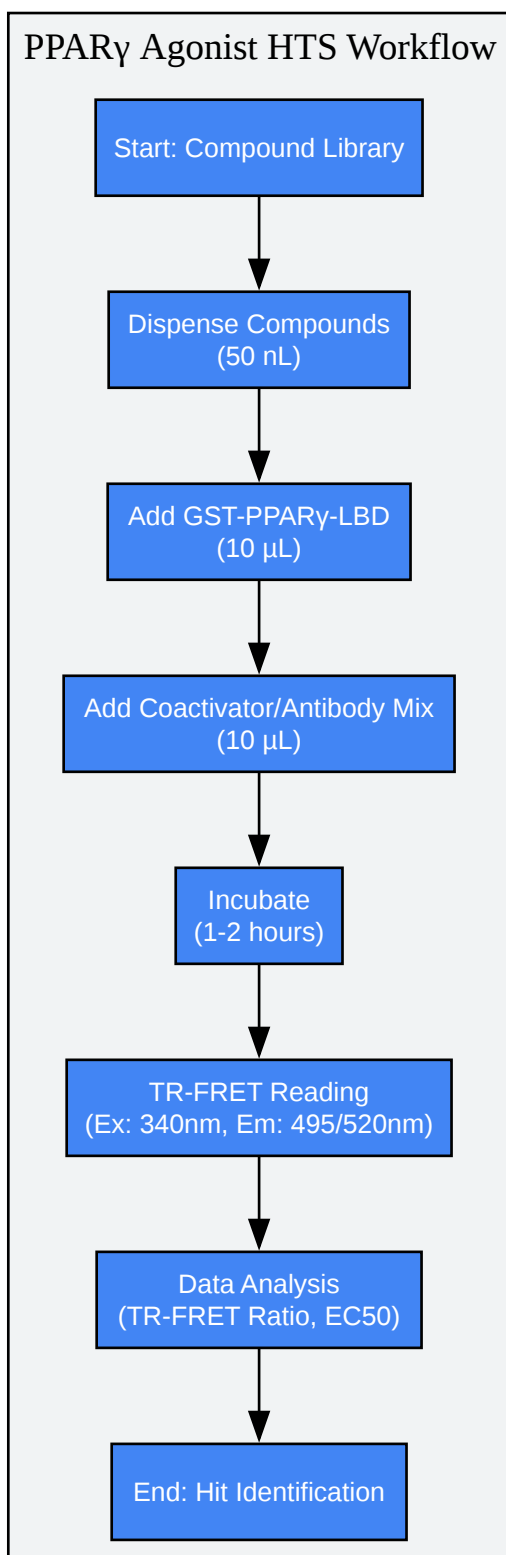 PPARγ Agonist HTS Workflow
Start: Compound Library
Dispense Compounds
(50 nL)
Add GST-PPARγ-LBD
(10 µL)
Add Coactivator/Antibody Mix
(10 µL)
Incubate
(1-2 hours)
TR-FRET Reading
(Ex: 340nm, Em: 495/520nm)
Data Analysis
(TR-FRET Ratio, EC50)
End: Hit Identification